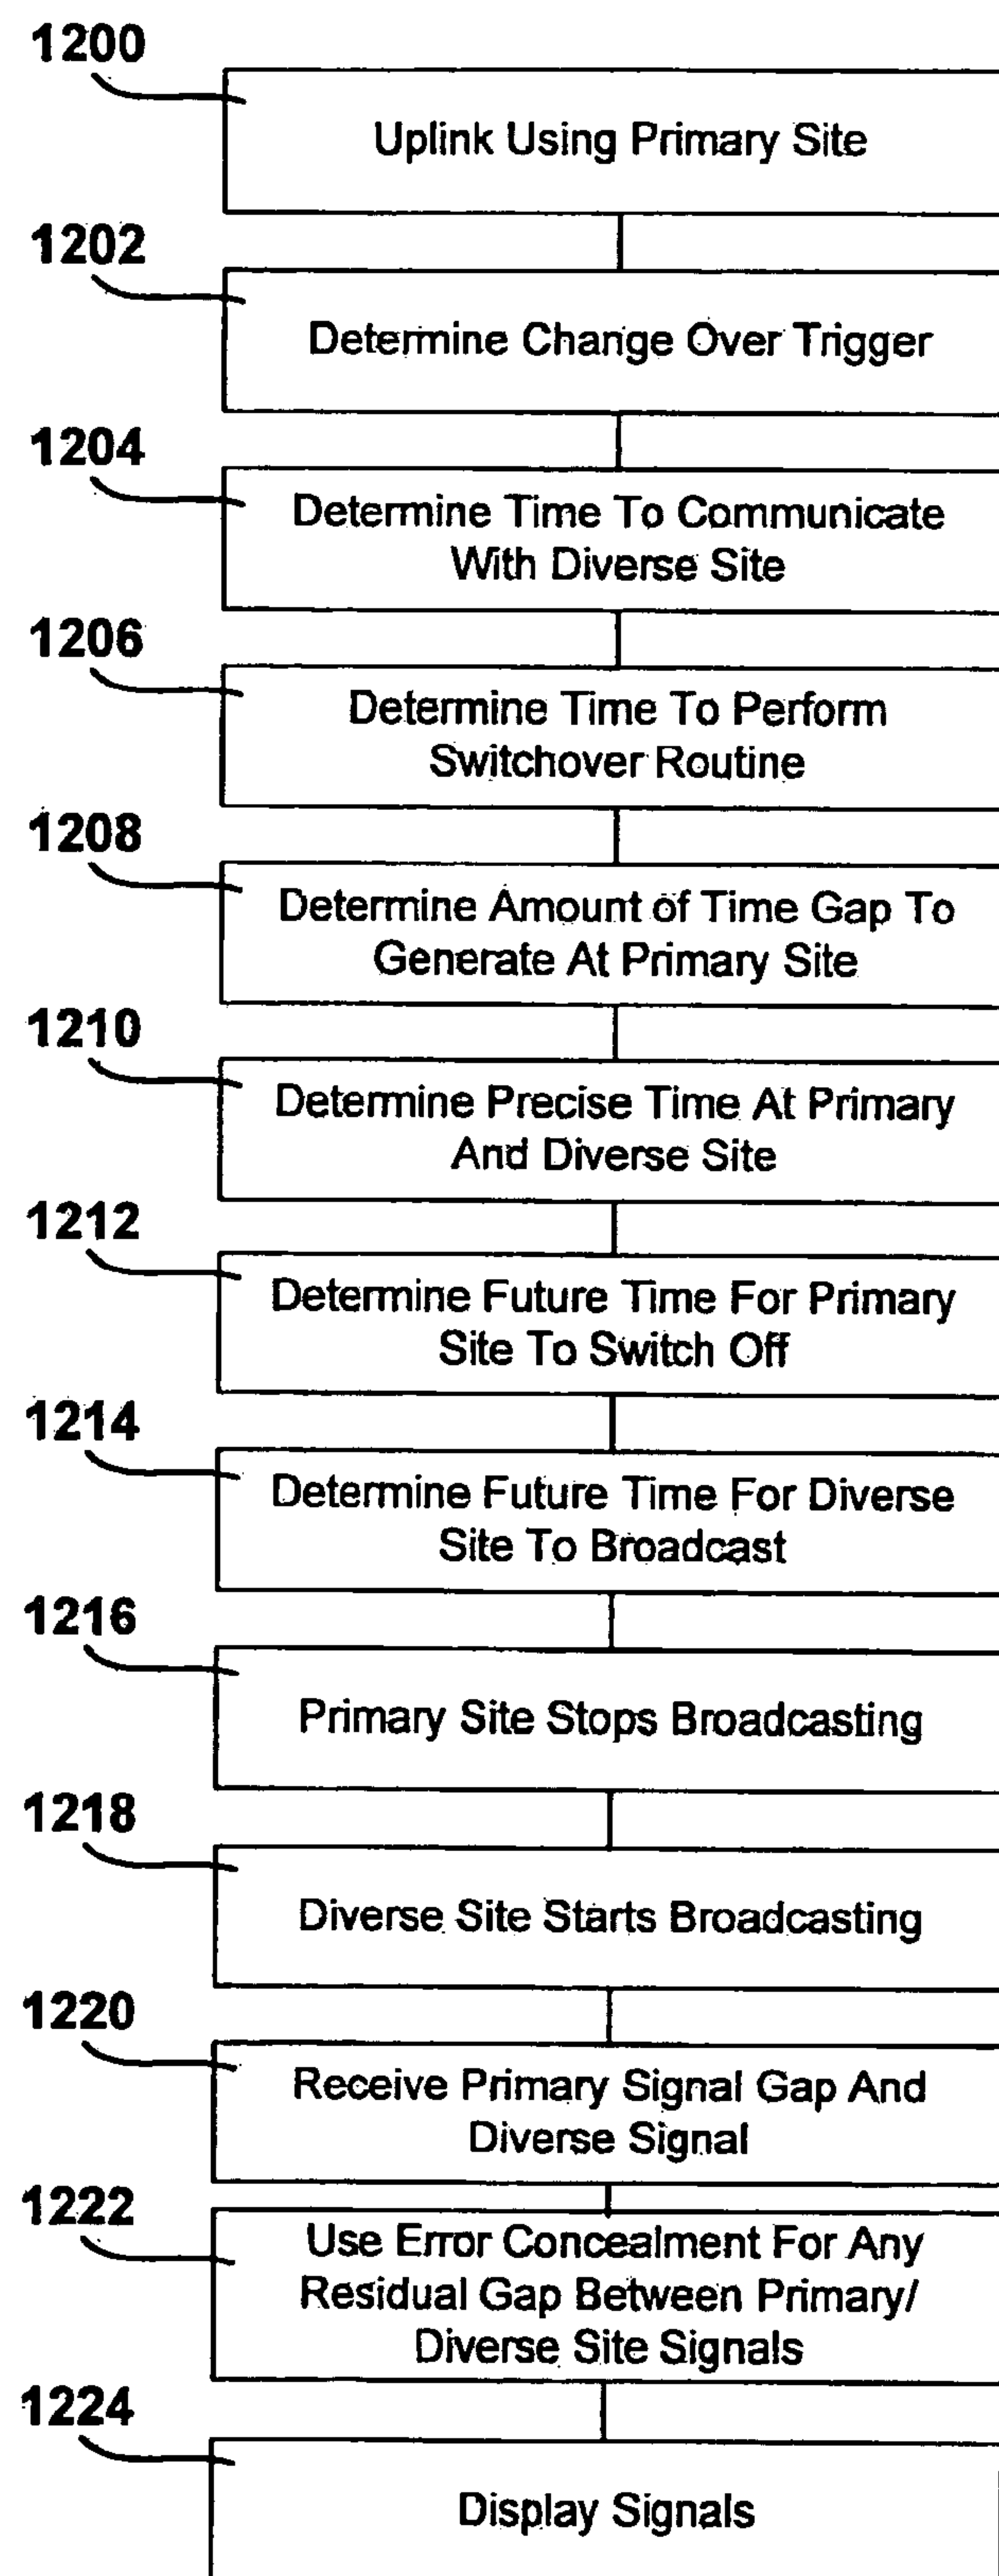 1200
Uplink Using Primary Site
1202
Determine Change Over Trigger
1204
Determine Time To Communicate
With Diverse Site
1206
Determine Time To Perform
Switchover Routine
1208
Determine Amount of Time Gap To
Generate At Primary Site
1210
Determine Precise Time At Primary
And Diverse Site
1212
Determine Future Time For Primary
Site To Switch Off
1214
Determine Future Time For Diverse
Site To Broadcast
1216
Primary Site Stops Broadcasting
1218
Diverse Site Starts Broadcasting
1220
Receive Primary Signal Gap And
Diverse Signal
1222
Use Error Concealment For Any
Residual Gap Between Primary/
Diverse Site Signals
1224
Display Signals